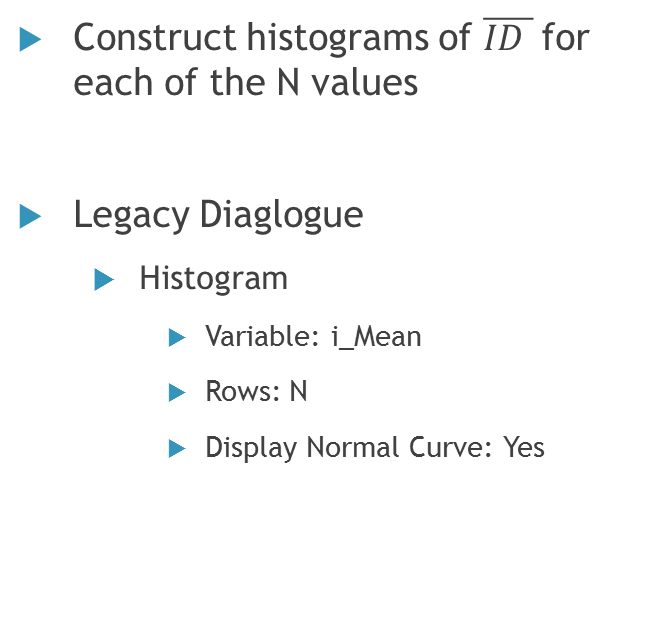 Construct histograms of ID̅ for
each of the N values
Legacy Diaglogue
Histogram
Variable: i_Mean
Rows: N
Display Normal Curve: Yes